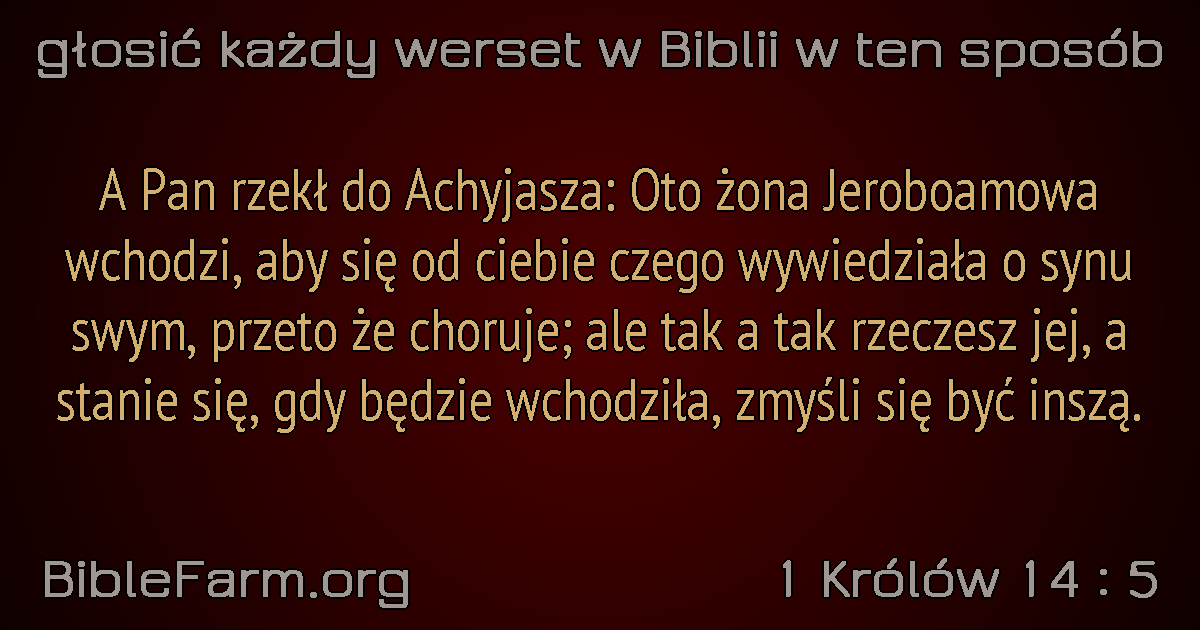 głosić każdy werset w Biblii w ten sposób
A Pan rzekł do Achyjasza: Oto żona Jeroboamowa
wchodzi, aby się od ciebie czego wywiedziała o synu
swym, przeto że choruje; ale tak a tak rzeczesz jej, a
stanie się, gdy będzie wchodziła, zmyśli się być inszą.
BibleFarm.org
1 Królów 14 : 5